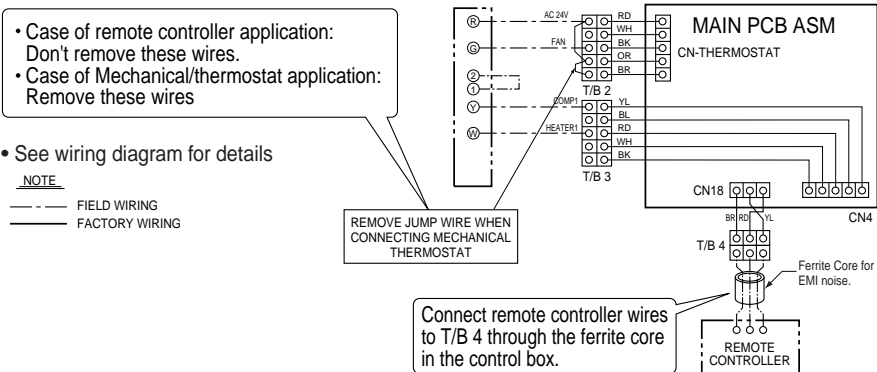 • Case of remote controller application:
Don't remove these wires.
• Case of Mechanical/thermostat application:
Remove these wires
• See wiring diagram for details
NOTE
FIELD WIRING
FACTORY WIRING
R
G
2
1
Y
W
AC 24V
FAN
COMP1
HEATER1
RD
WH
BK
OR
BR
T/B 2
YL
BL
RD
WH
BK
T/B 3
MAIN PCB ASM
CN-THERMOSTAT
CN18
CN4
BR RD YL
T/B 4
REMOVE JUMP WIRE WHEN
CONNECTING MECHANICAL
THERMOSTAT
Ferrite Core for
EMI noise.
Connect remote controller wires
to T/B 4 through the ferrite core
in the control box.
REMOTE
CONTROLLER